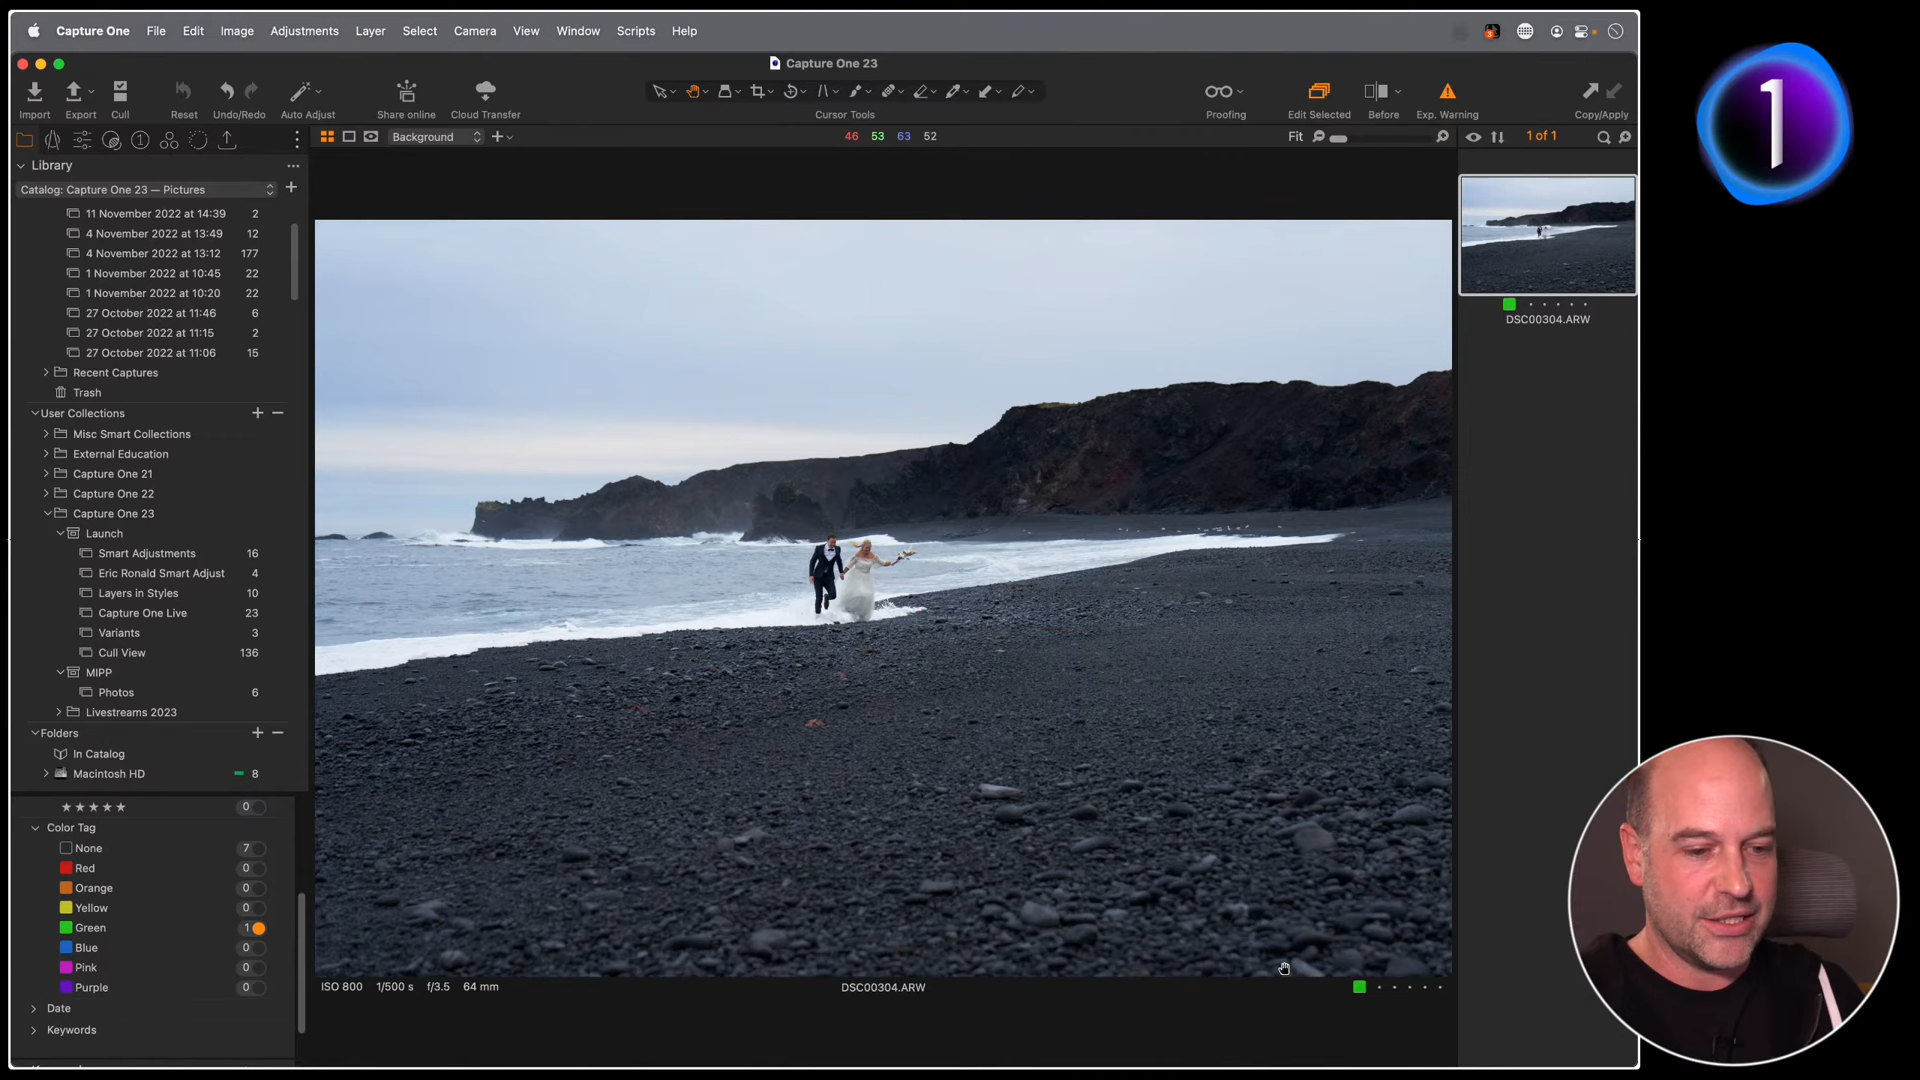 Capture One File Edit Image Adjustments Layer Select Camera View Window Scripts Help
3
Capture One 23
Import Export Cull Reset Undo/Redo Auto Adjust Share online Cloud Transfer Cursor Tools Proofing Edit Selected Before Exp. Warning Copy/Apply
Background 46 53 63 52 Fit 1 of 1
Library
Catalog: Capture One 23 — Pictures
11 November 2022 at 14:39 2
4 November 2022 at 13:49 12
4 November 2022 at 13:12 177
1 November 2022 at 10:45 22
1 November 2022 at 10:20 22
27 October 2022 at 11:46 6
27 October 2022 at 11:15 2
27 October 2022 at 11:06 15
Recent Captures
Trash
User Collections
Misc Smart Collections
External Education
Capture One 21
Capture One 22
Capture One 23
Launch
Smart Adjustments 16
Eric Ronald Smart Adjust 4
Layers in Styles 10
Capture One Live 23
Variants 3
Cull View 136
MIPP
Photos 6
Livestreams 2023
Folders
In Catalog
Macintosh HD 8
★★★★★ 0
Color Tag
None 7
Red 0
Orange 0
Yellow 0
Green 1
Blue 0
Pink 0
Purple 0
Date
Keywords
ISO 800 1/500 s f/3.5 64 mm
DSC00304.ARW
DSC00304.ARW
1